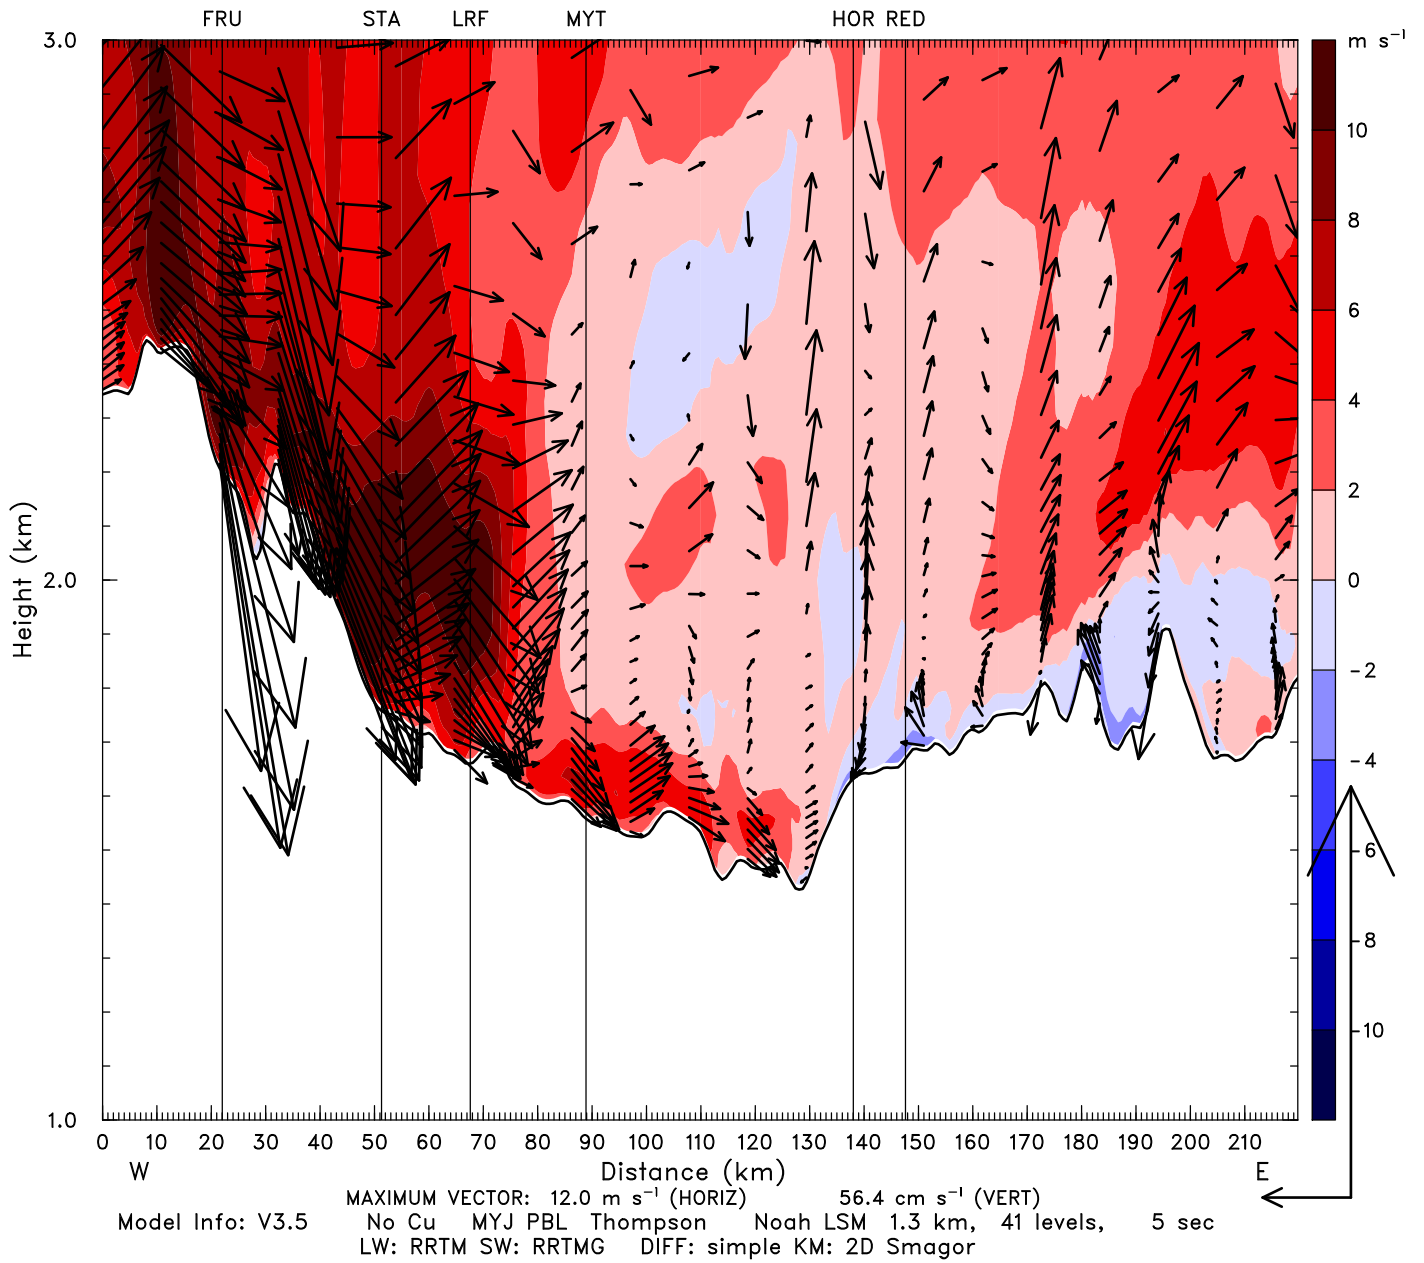 FRU STA LRF MYT HOR RED
3.0
m s⁻¹
10
8
6
4
2
2.0
0
Height (km)
-2
-4
-6
-8
-10
1.0
0 10 20 30 40 50 60 70 80 90 100 110 120 130 140 150 160 170 180 190 200 210
W Distance (km) E
MAXIMUM VECTOR: 12.0 m s⁻¹ (HORIZ) 56.4 cm s⁻¹ (VERT)
Model Info: V3.5 No Cu MYJ PBL Thompson Noah LSM 1.3 km, 41 levels, 5 sec
LW: RRTM SW: RRTMG DIFF: simple KM: 2D Smagor